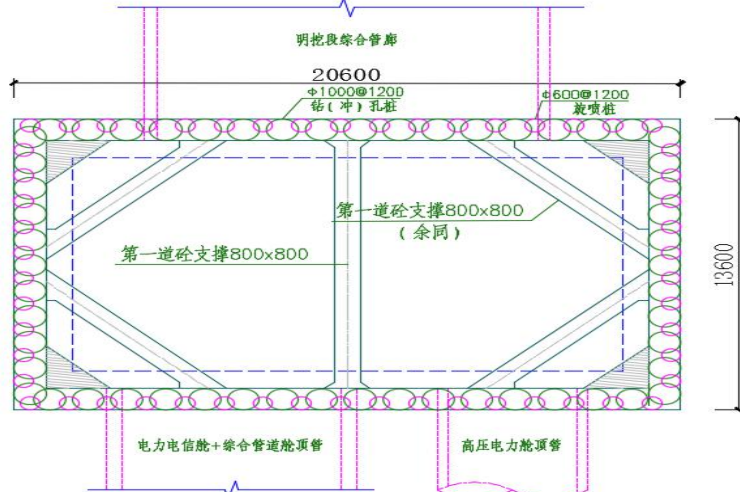 明挖段综合管廊
20600
Φ1000@1200
钻(冲)孔桩
Φ600@1200
旋喷桩
第一道砼支撑800x800
(余同)
第一道砼支撑800x800
13600
电力电信舱+综合管道舱顶管
高压电力舱顶管